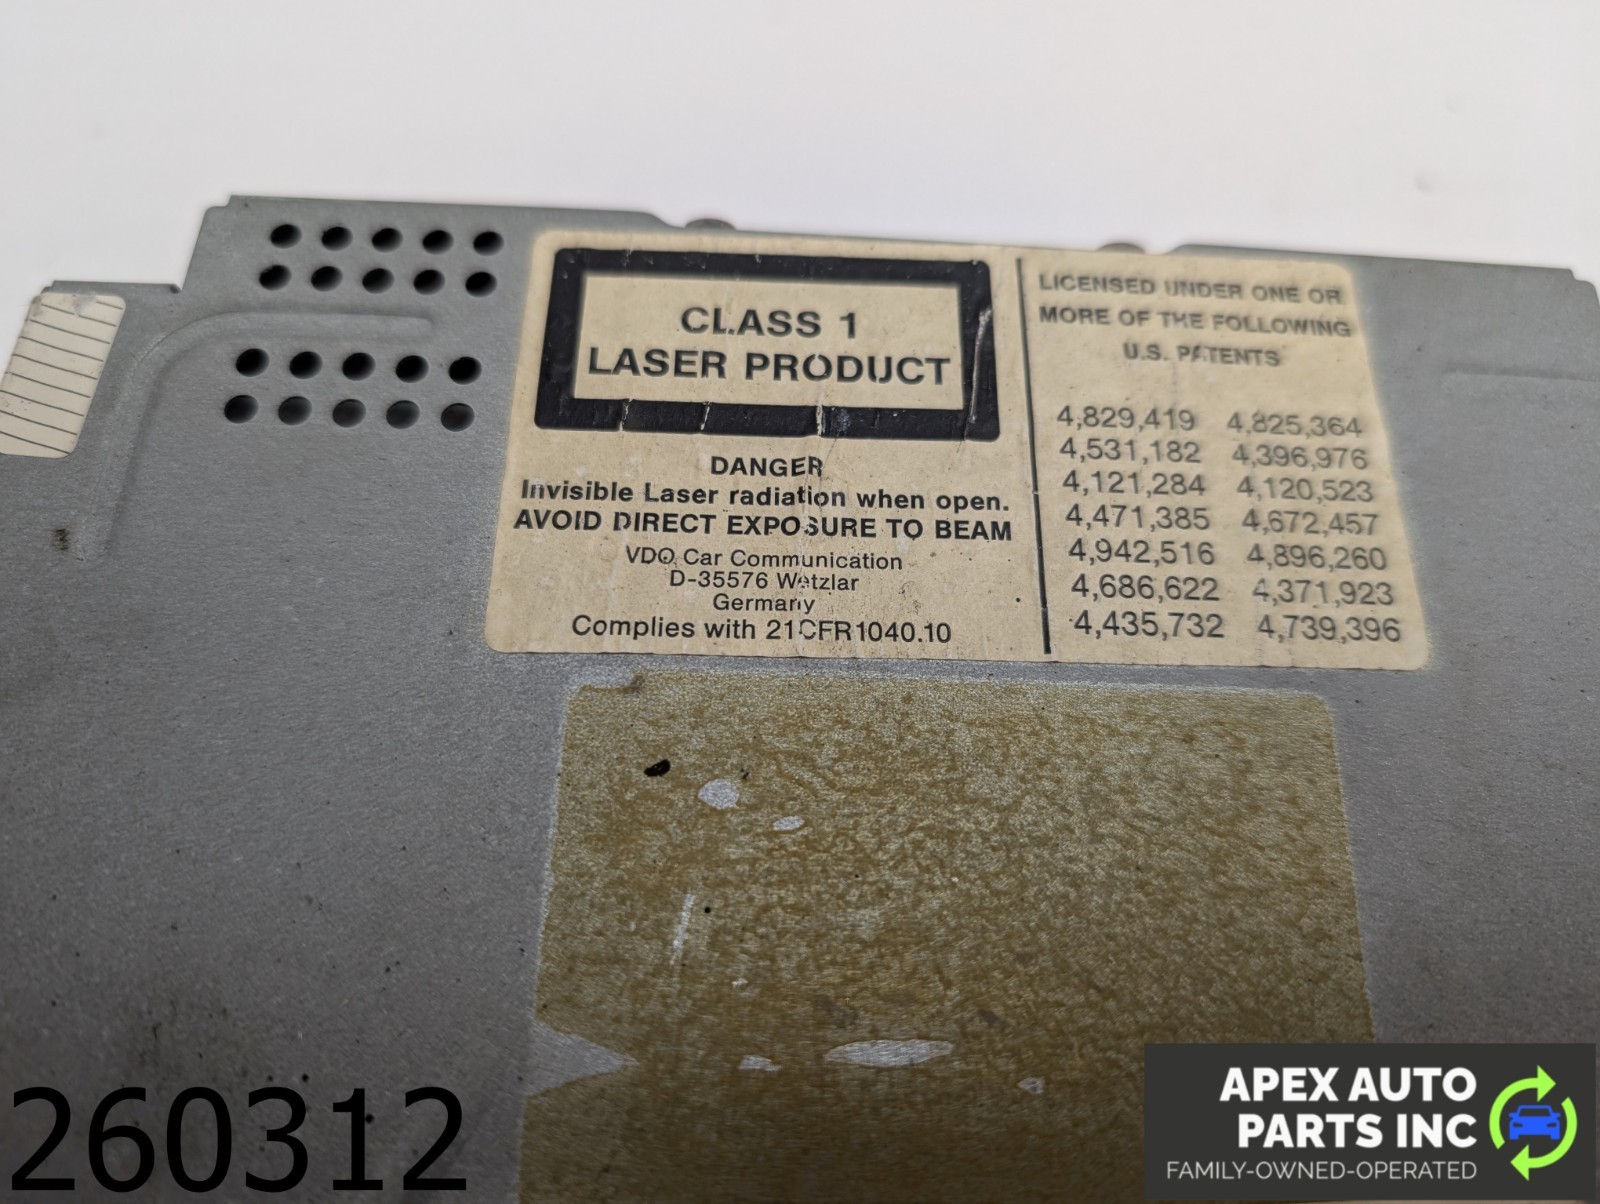 CLASS 1
LASER PRODUCT
DANGER
Invisible Laser radiation when open.
AVOID DIRECT EXPOSURE TO BEAM
VDO Car Communication
D-35576 Wetzlar
Germany
Complies with 21CFR1040.10
LICENSED UNDER ONE OR
MORE OF THE FOLLOWING
U.S. PATENTS
4,829,419 4,825,364
4,531,182 4,396,976
4,121,284 4,120,523
4,471,385 4,672,457
4,942,516 4,896,260
4,686,622 4,371,923
4,435,732 4,739,396
260312
APEX AUTO
PARTS INC
FAMILY-OWNED-OPERATED